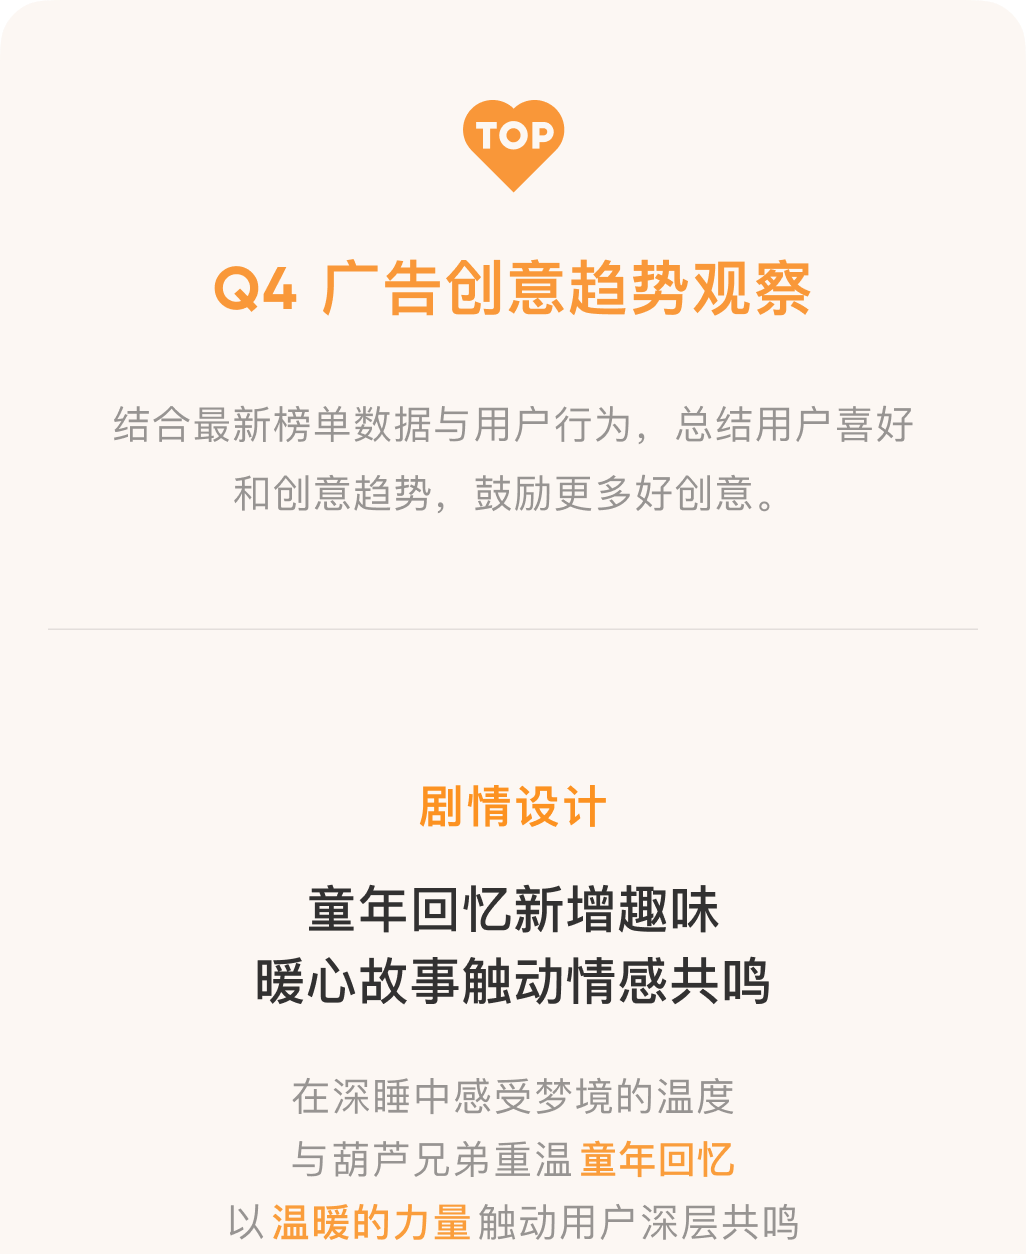 TOP
Q4 广告创意趋势观察
结合最新榜单数据与用户行为，总结用户喜好
和创意趋势，鼓励更多好创意。
剧情设计
童年回忆新增趣味
暖心故事触动情感共鸣
在深睡中感受梦境的温度
与葫芦兄弟重温童年回忆
以温暖的力量触动用户深层共鸣